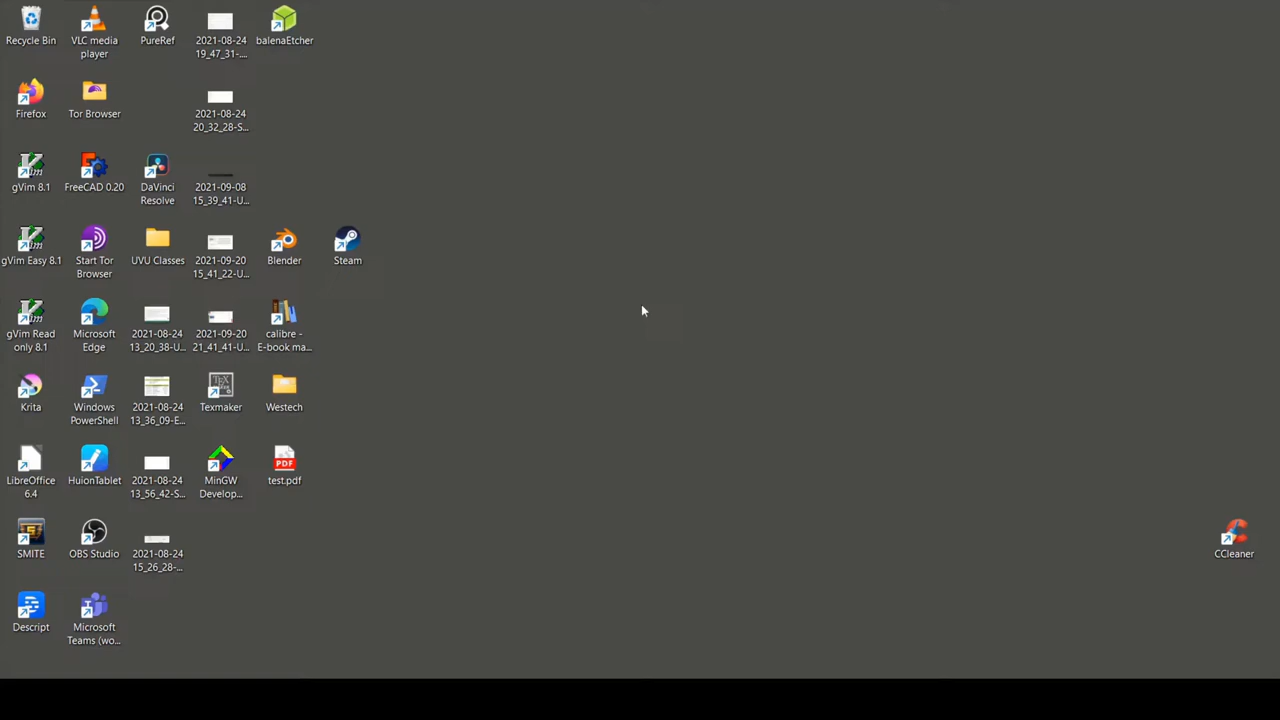 Recycle Bin
VLC media
player
PureRef
2021-08-24
19_47_31-...
balenaEtcher
Firefox
Tor Browser
2021-08-24
20_32_28-S...
gVim 8.1
FreeCAD 0.20
DaVinci
Resolve
2021-09-08
15_39_41-U...
gVim Easy 8.1
Start Tor
Browser
UVU Classes
2021-09-20
15_41_22-U...
Blender
Steam
gVim Read
only 8.1
Microsoft
Edge
2021-08-24
13_20_38-U...
2021-09-20
21_41_41-U...
calibre -
E-book ma...
Krita
Windows
PowerShell
2021-08-24
13_36_09-E...
Texmaker
Westech
LibreOffice
6.4
HuionTablet
2021-08-24
13_56_42-S...
MinGW
Develop...
PDF
test.pdf
SMITE
OBS Studio
2021-08-24
15_26_28-...
CCleaner
Descript
Microsoft
Teams (wo...